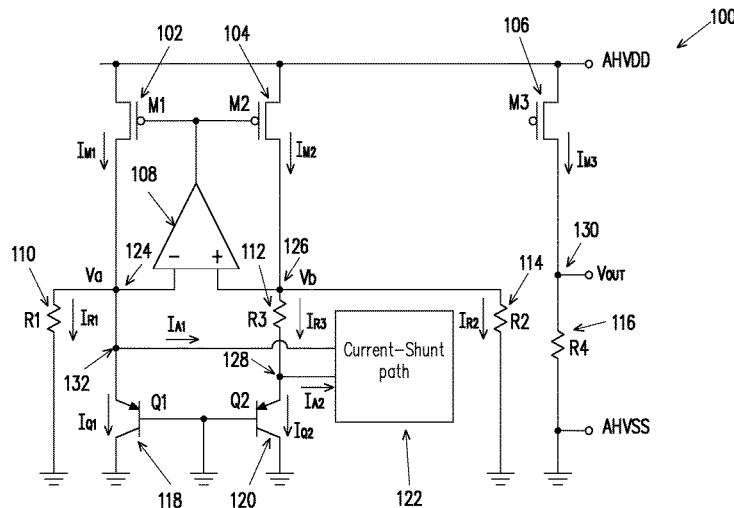 100
102
104
106
AHVDD
M1
M2
M3
IM1
IM2
IM3
108
110
124
112
126
114
130
Va
− +
Vb
VOUT
R1
IR1
R3
IR3
IR2
R2
116
R4
IA1
Current-Shunt
path
132
128
IA2
Q1
Q2
IQ1
IQ2
AHVSS
118
120
122